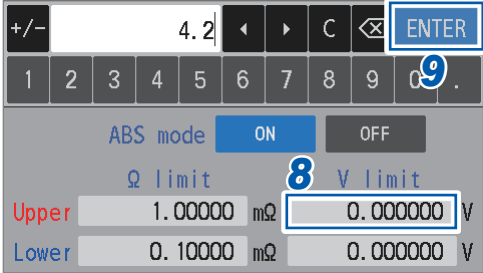 +/- 4.2 ◀ ▶ C ⌫ ENTER
9
1 2 3 4 5 6 7 8 9 0 .
ABS mode ON OFF
8
Ω limit V limit
Upper 1.00000 mΩ 0.000000 V
Lower 0.10000 mΩ 0.000000 V